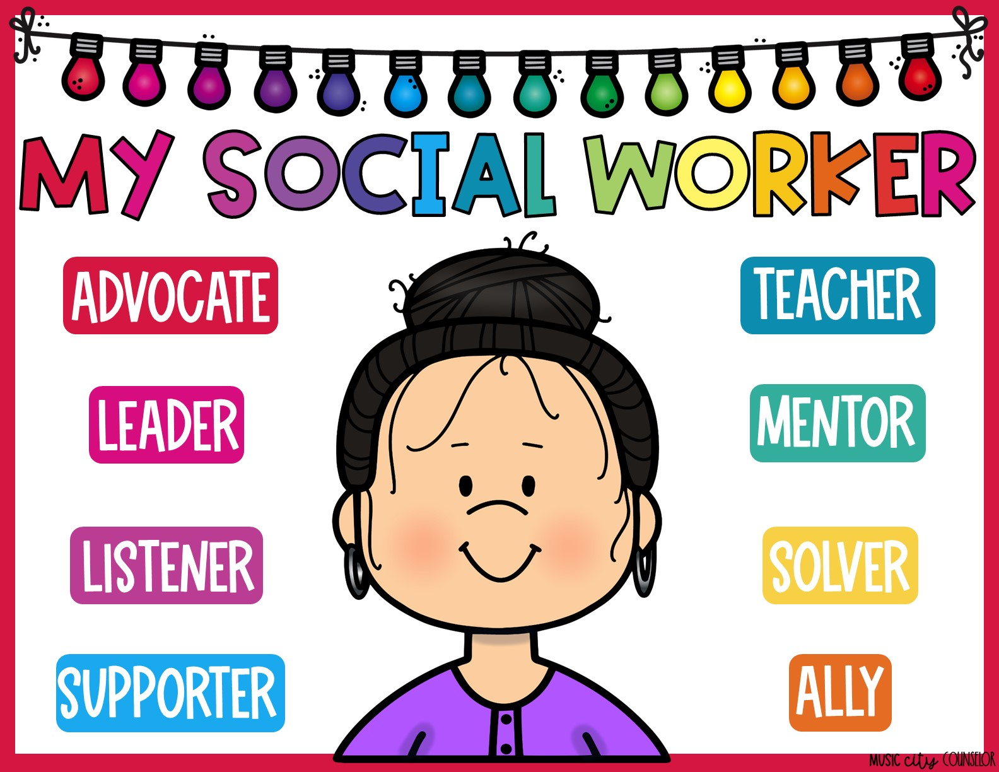 MY SOCIAL WORKER
ADVOCATE
LEADER
LISTENER
SUPPORTER
TEACHER
MENTOR
SOLVER
ALLY
MUSIC city COUNSELOR